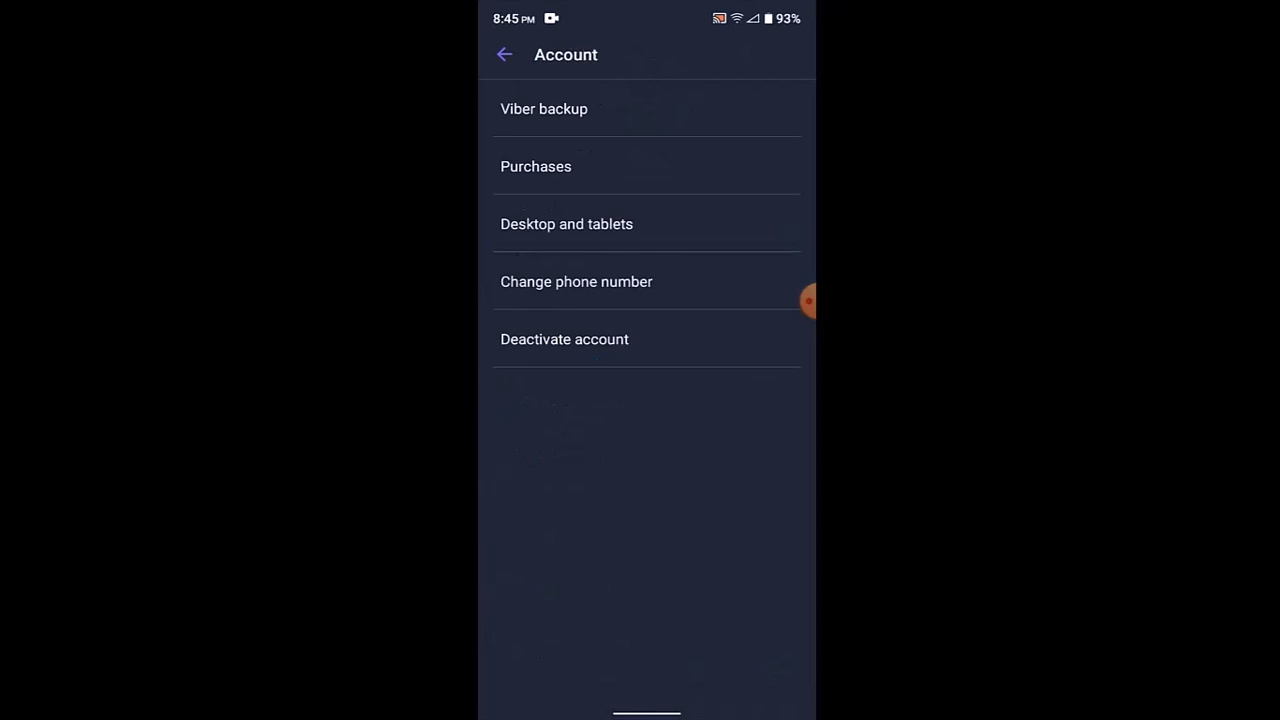 8:45 PM 93%
Account
Viber backup
Purchases
Desktop and tablets
Change phone number
Deactivate account